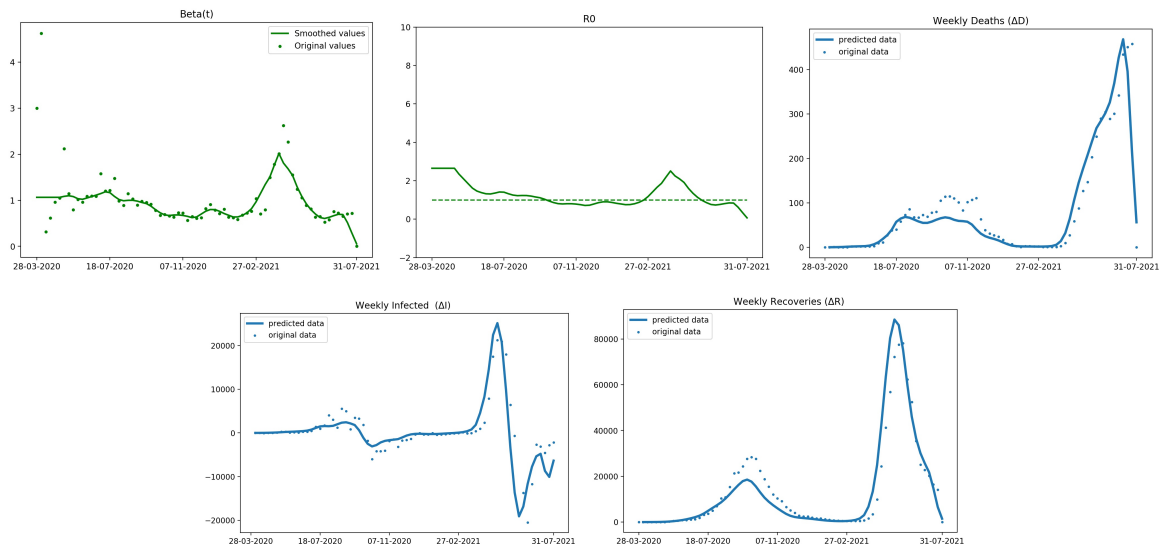 Beta(t)
Smoothed values
Original values
4
3
2
1
0
28-03-2020 18-07-2020 07-11-2020 27-02-2021 31-07-2021
R0
10
8
6
4
2
0
−2
28-03-2020 18-07-2020 07-11-2020 27-02-2021 31-07-2021
Weekly Deaths (ΔD)
predicted data
original data
400
300
200
100
0
28-03-2020 18-07-2020 07-11-2020 27-02-2021 31-07-2021
Weekly Infected (ΔI)
predicted data
original data
20000
10000
0
−10000
−20000
28-03-2020 18-07-2020 07-11-2020 27-02-2021 31-07-2021
Weekly Recoveries (ΔR)
predicted data
original data
80000
60000
40000
20000
0
28-03-2020 18-07-2020 07-11-2020 27-02-2021 31-07-2021